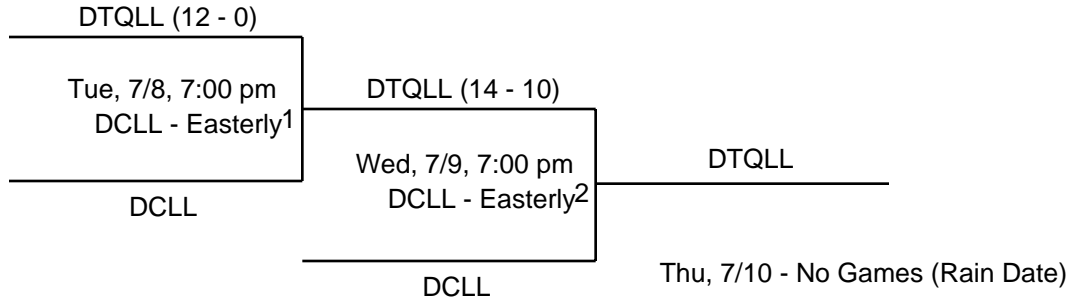 DTQLL (12 - 0)
Tue, 7/8, 7:00 pm
DCLL - Easterly1
DCLL
DTQLL (14 - 10)
Wed, 7/9, 7:00 pm
DCLL - Easterly2
DCLL
DTQLL
Thu, 7/10 - No Games (Rain Date)